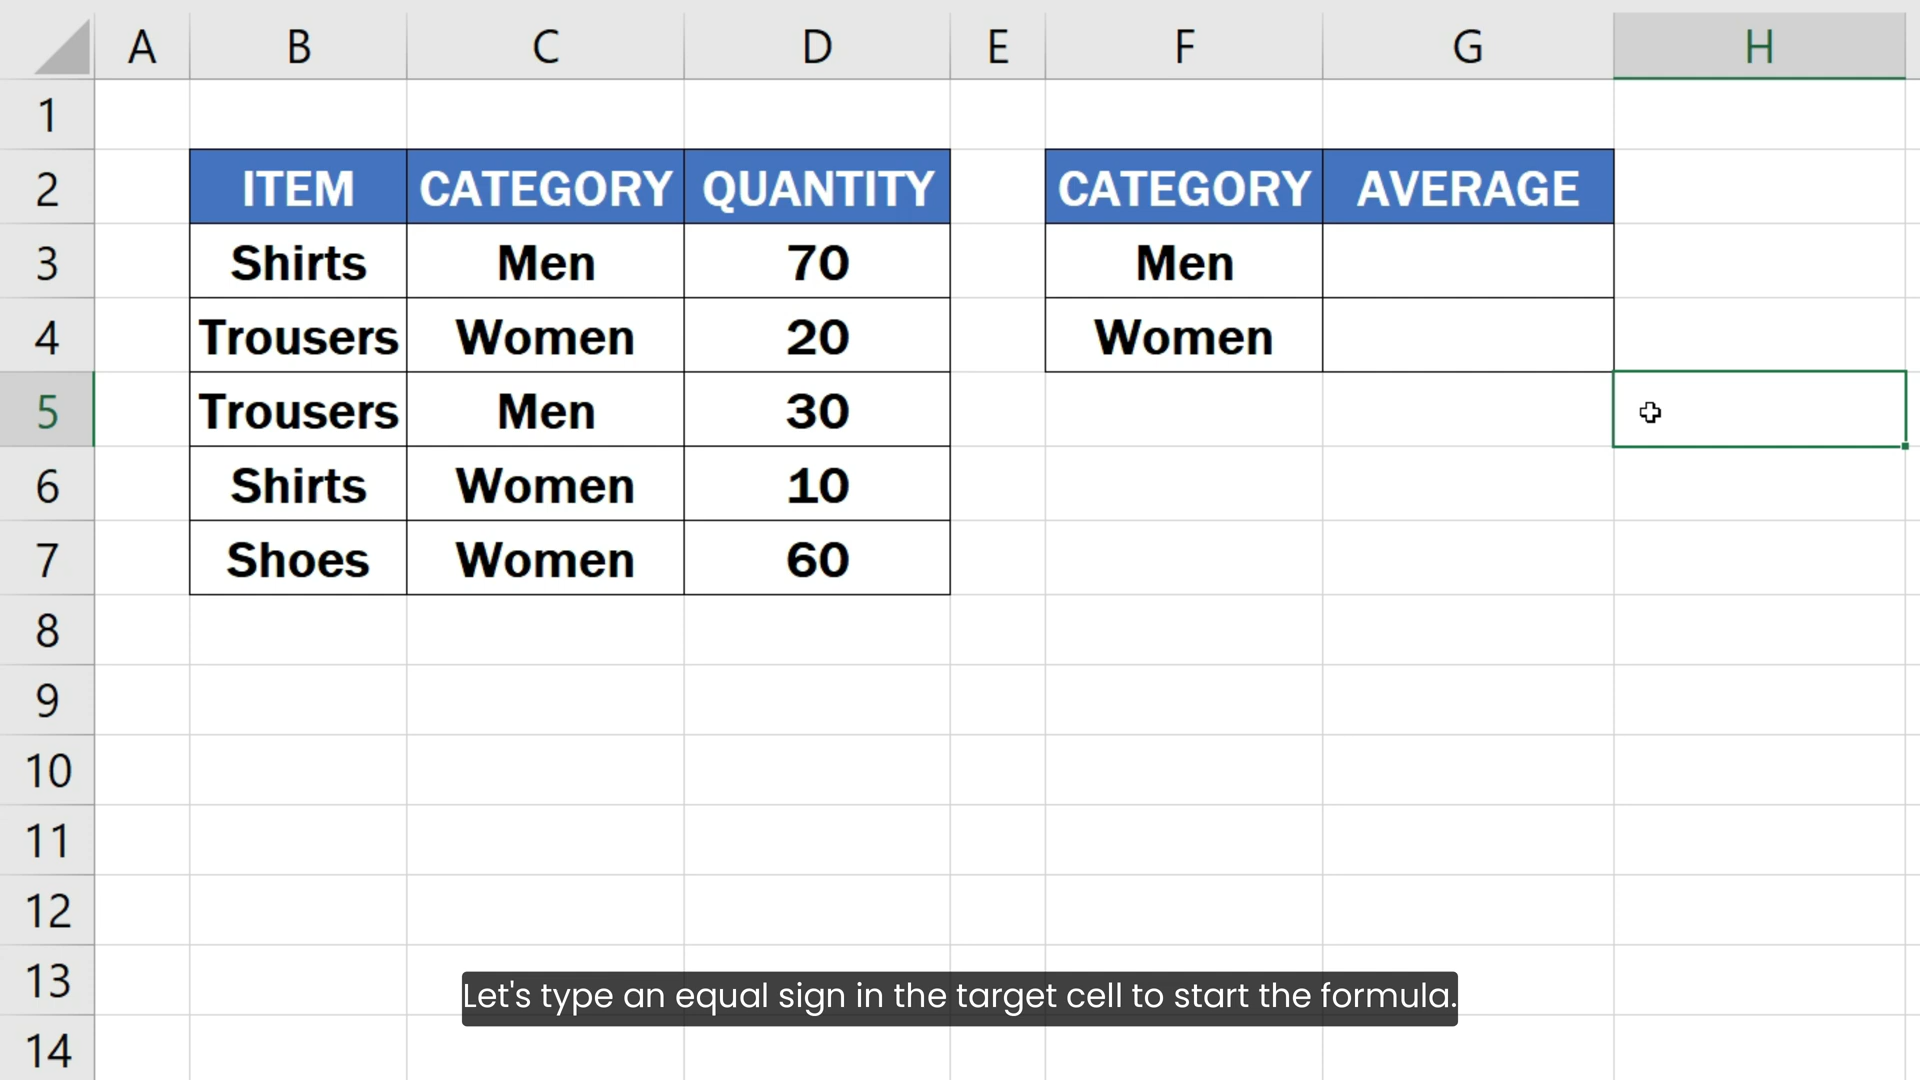 A B C D E F G H
1
2 ITEM CATEGORY QUANTITY CATEGORY AVERAGE
3 Shirts Men 70 Men
4 Trousers Women 20 Women
5 Trousers Men 30
6 Shirts Women 10
7 Shoes Women 60
8
9
10
11
12
13
14
Let's type an equal sign in the target cell to start the formula.